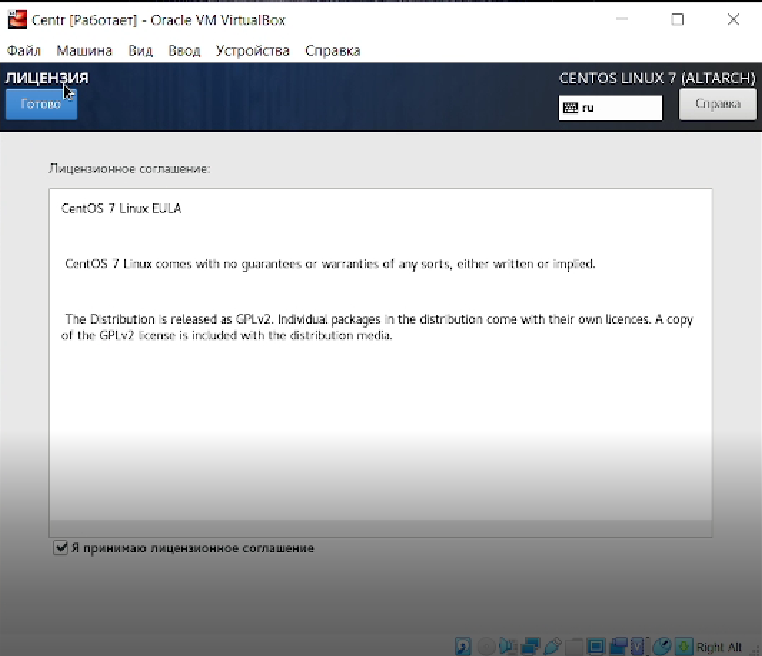 Centr [Работает] - Oracle VM VirtualBox
Файл Машина Вид Ввод Устройства Справка
ЛИЦЕНЗИЯ
CENTOS LINUX 7 (ALTARCH)
Готово
ru
Справка
Лицензионное соглашение:
CentOS 7 Linux EULA
CentOS 7 Linux comes with no guarantees or warranties of any sorts, either written or implied.
The Distribution is released as GPLv2. Individual packages in the distribution come with their own licences. A copy
of the GPLv2 license is included with the distribution media.
Я принимаю лицензионное соглашение
Right Alt